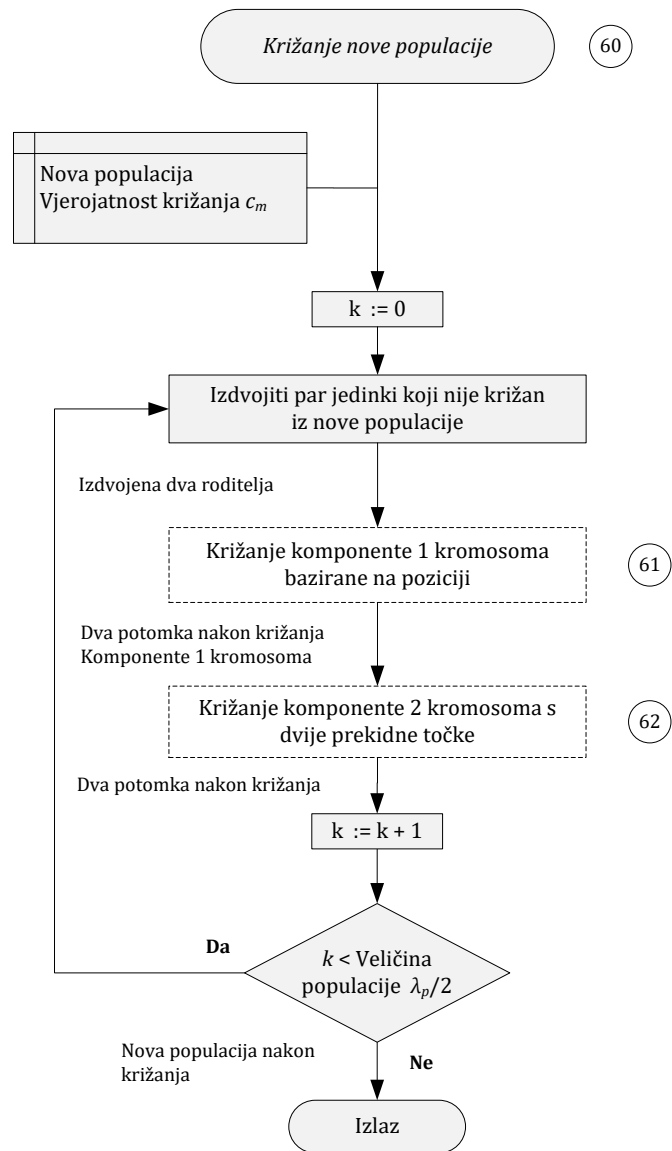 Križanje nove populacije
60
Nova populacija
Vjerojatnost križanja cm
k := 0
Izdvojiti par jedinki koji nije križan
iz nove populacije
Izdvojena dva roditelja
Križanje komponente 1 kromosoma
bazirane na poziciji
61
Dva potomka nakon križanja
Komponente 1 kromosoma
Križanje komponente 2 kromosoma s
dvije prekidne točke
62
Dva potomka nakon križanja
k := k + 1
Da
k < Veličina
populacije λp/2
Nova populacija nakon
križanja
Ne
Izlaz